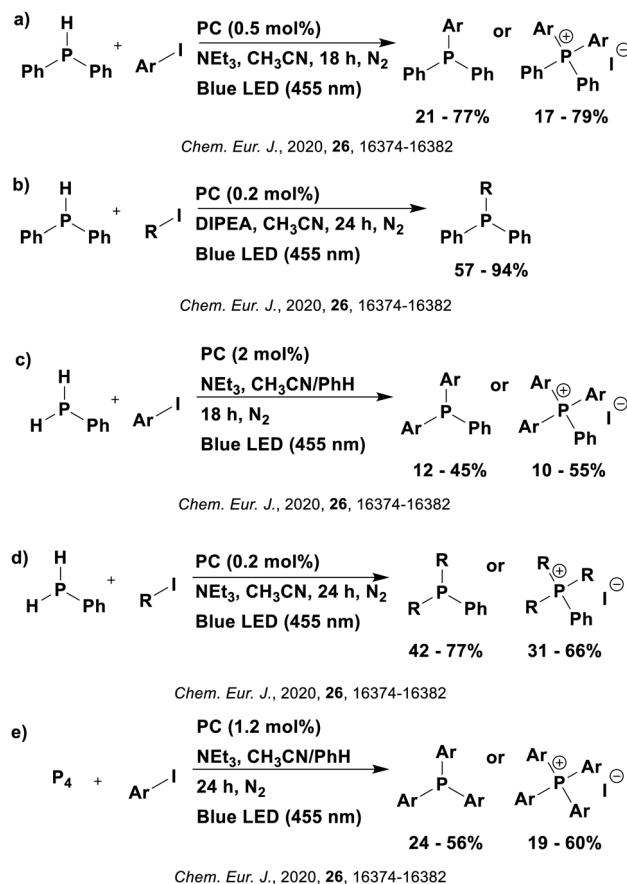 a)
H
P
Ph Ph
+
Ar I
PC (0.5 mol%)
NEt₃, CH₃CN, 18 h, N₂
Blue LED (455 nm)
Ar
P
Ph Ph
21 - 77%
or
Ar ⊕ Ar
P
Ph Ph
I⊖
17 - 79%
Chem. Eur. J., 2020, 26, 16374-16382
b)
H
P
Ph Ph
+
R I
PC (0.2 mol%)
DIPEA, CH₃CN, 24 h, N₂
Blue LED (455 nm)
R
P
Ph Ph
57 - 94%
Chem. Eur. J., 2020, 26, 16374-16382
c)
H
P
H Ph
+
Ar I
PC (2 mol%)
NEt₃, CH₃CN/PhH
18 h, N₂
Blue LED (455 nm)
Ar
P
Ar Ph
12 - 45%
or
Ar ⊕ Ar
P
Ar Ph
I⊖
10 - 55%
Chem. Eur. J., 2020, 26, 16374-16382
d)
H
P
H Ph
+
R I
PC (0.2 mol%)
NEt₃, CH₃CN, 24 h, N₂
Blue LED (455 nm)
R
P
R Ph
42 - 77%
or
R ⊕ R
P
R Ph
I⊖
31 - 66%
Chem. Eur. J., 2020, 26, 16374-16382
e)
P₄
+
Ar I
PC (1.2 mol%)
NEt₃, CH₃CN/PhH
24 h, N₂
Blue LED (455 nm)
Ar
P
Ar Ar
24 - 56%
or
Ar ⊕ Ar
P
Ar Ar
I⊖
19 - 60%
Chem. Eur. J., 2020, 26, 16374-16382